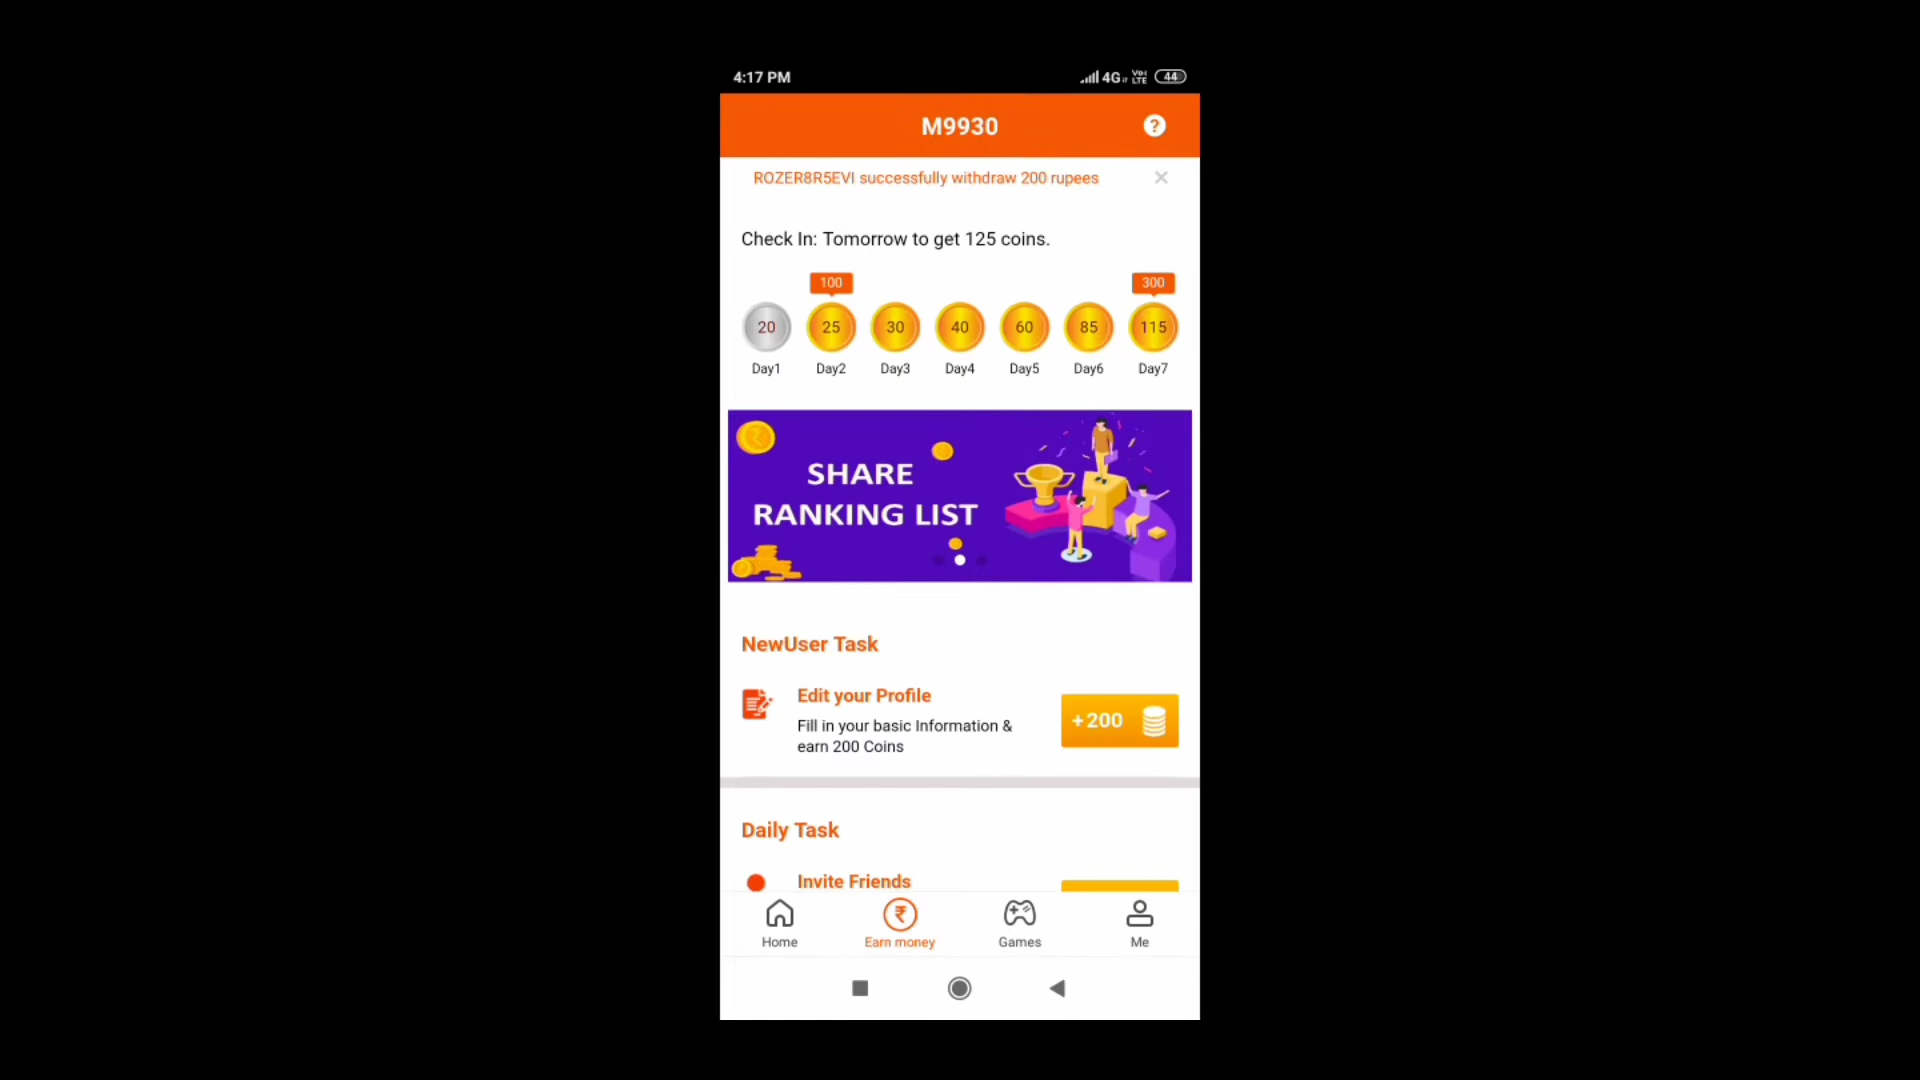 4:17 PM
4G VoLTE 44
M9930
?
ROZER8R5EVI successfully withdraw 200 rupees
Check In: Tomorrow to get 125 coins.
100 300
20 25 30 40 60 85 115
Day1 Day2 Day3 Day4 Day5 Day6 Day7
SHARE
RANKING LIST
NewUser Task
Edit your Profile
Fill in your basic Information &
earn 200 Coins
+200
Daily Task
Invite Friends
₹
Home Earn money Games Me